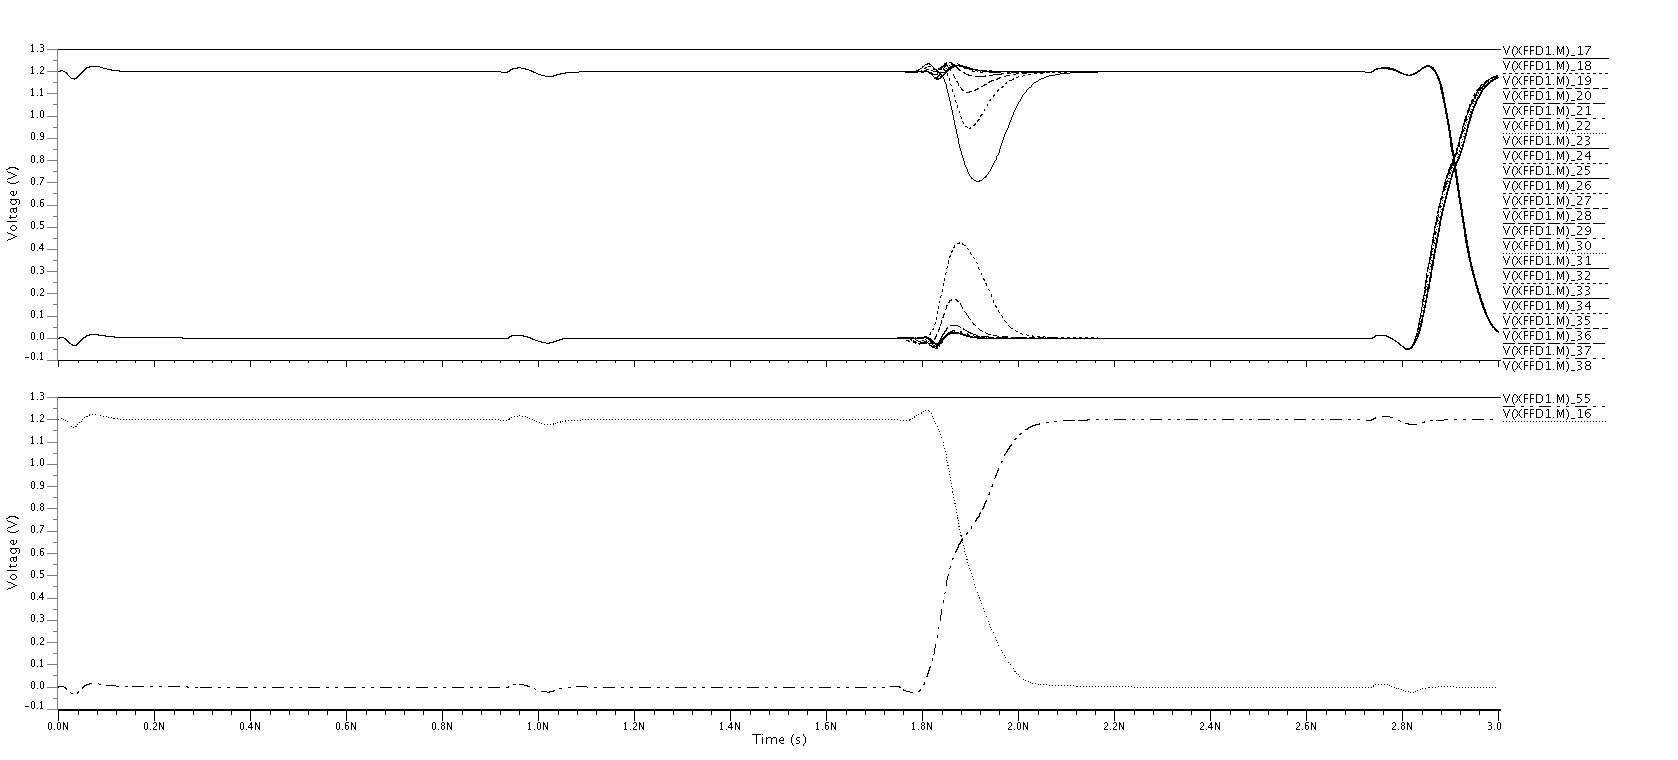 1.3
1.2
1.1
1.0
0.9
0.8
0.7
0.6
0.5
0.4
0.3
0.2
0.1
0.0
-0.1
Voltage (V)
V(XFFD1.M)_17
V(XFFD1.M)_18
V(XFFD1.M)_19
V(XFFD1.M)_20
V(XFFD1.M)_21
V(XFFD1.M)_22
V(XFFD1.M)_23
V(XFFD1.M)_24
V(XFFD1.M)_25
V(XFFD1.M)_26
V(XFFD1.M)_27
V(XFFD1.M)_28
V(XFFD1.M)_29
V(XFFD1.M)_30
V(XFFD1.M)_31
V(XFFD1.M)_32
V(XFFD1.M)_33
V(XFFD1.M)_34
V(XFFD1.M)_35
V(XFFD1.M)_36
V(XFFD1.M)_37
V(XFFD1.M)_38
1.3
1.2
1.1
1.0
0.9
0.8
0.7
0.6
0.5
0.4
0.3
0.2
0.1
0.0
-0.1
Voltage (V)
V(XFFD1.M)_55
V(XFFD1.M)_16
0.0N 0.2N 0.4N 0.6N 0.8N 1.0N 1.2N 1.4N 1.6N 1.8N 2.0N 2.2N 2.4N 2.6N 2.8N 3.0
Time (s)